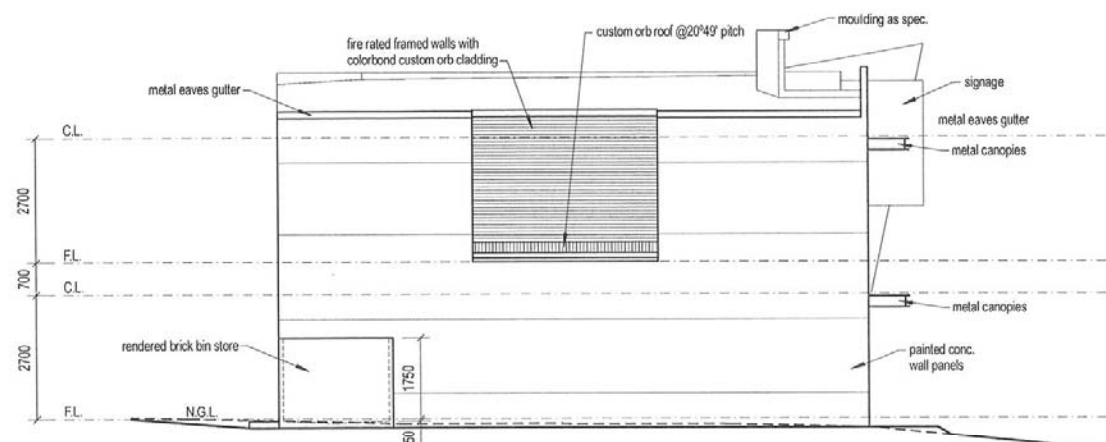 moulding as spec.
custom orb roof @20º49' pitch
fire rated framed walls with
colorbond custom orb cladding
signage
metal eaves gutter
metal eaves gutter
C.L.
metal canopies
2700
F.L.
700
C.L.
metal canopies
2700
rendered brick bin store
1750
painted conc.
wall panels
F.L.
N.G.L.
50